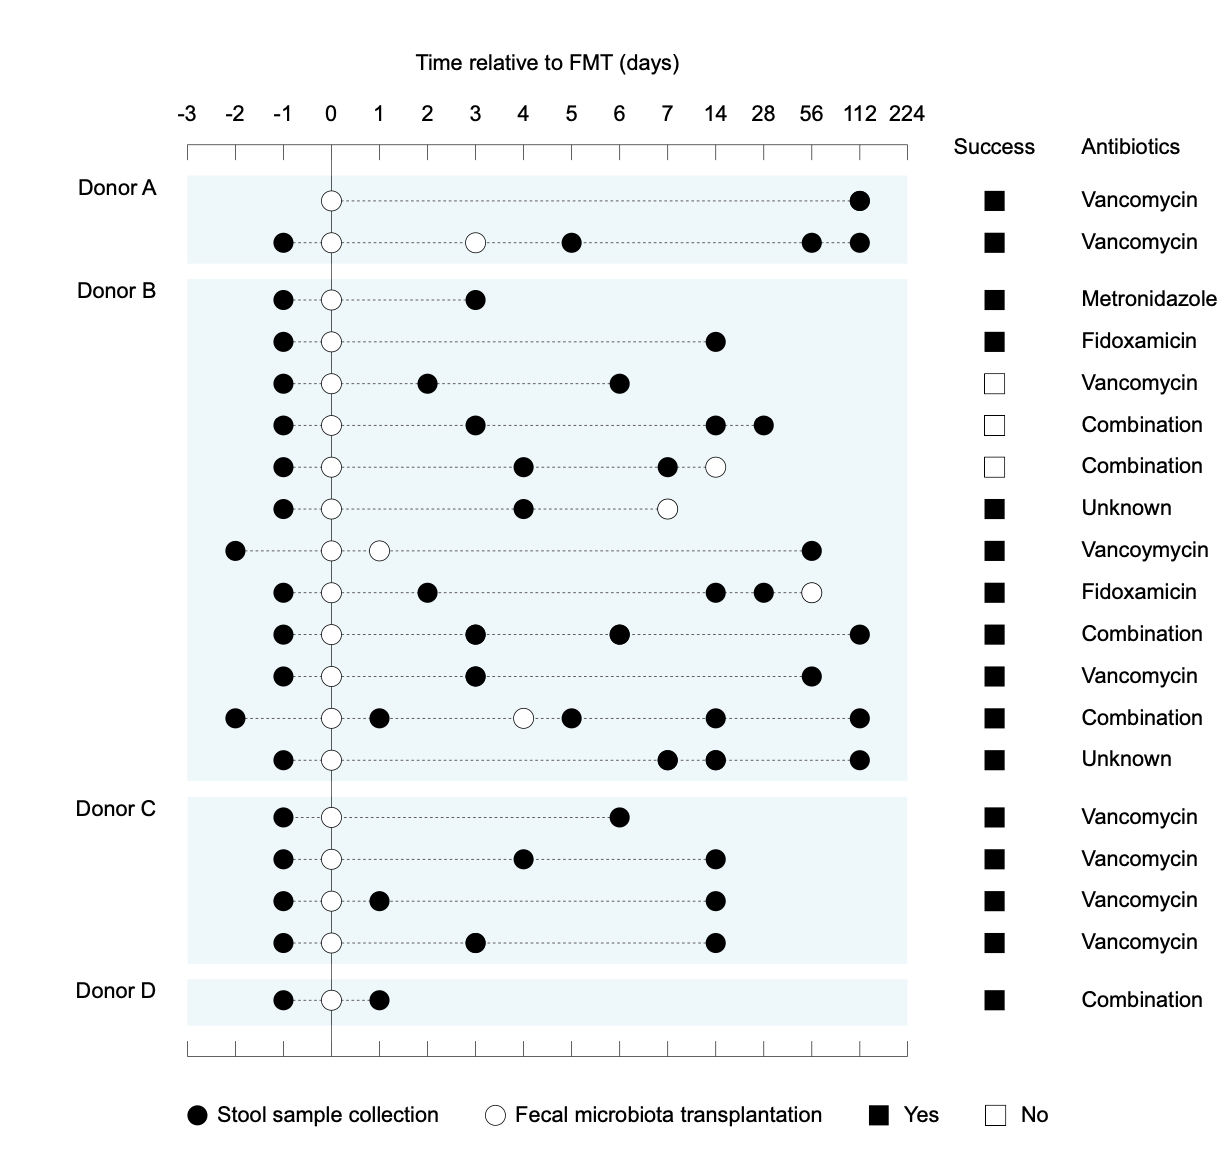 Time relative to FMT (days)
-3 -2 -1 0 1 2 3 4 5 6 7 14 28 56 112 224
Success Antibiotics
Donor A
Vancomycin
Vancomycin
Donor B
Metronidazole
Fidoxamicin
Vancomycin
Combination
Combination
Unknown
Vancoymycin
Fidoxamicin
Combination
Vancomycin
Combination
Unknown
Donor C
Vancomycin
Vancomycin
Vancomycin
Vancomycin
Donor D
Combination
Stool sample collection Fecal microbiota transplantation Yes No